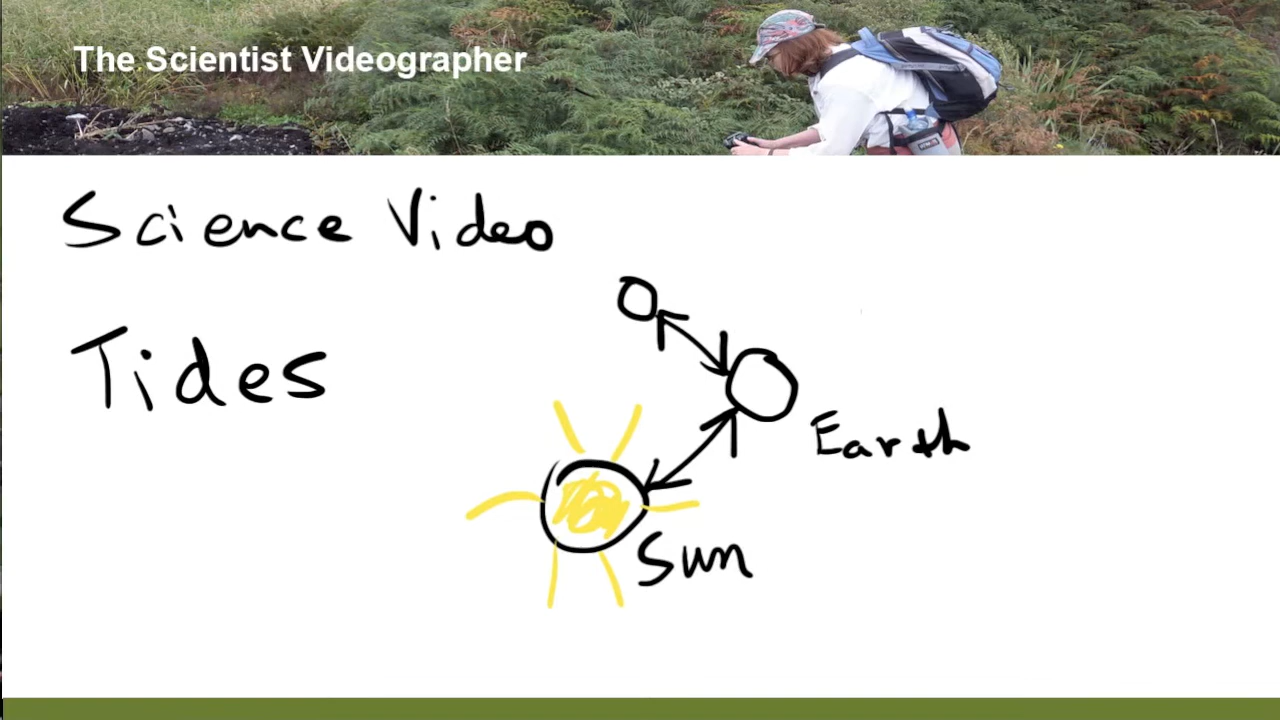 The Scientist Videographer
Science Video
Tides
Earth
Sun